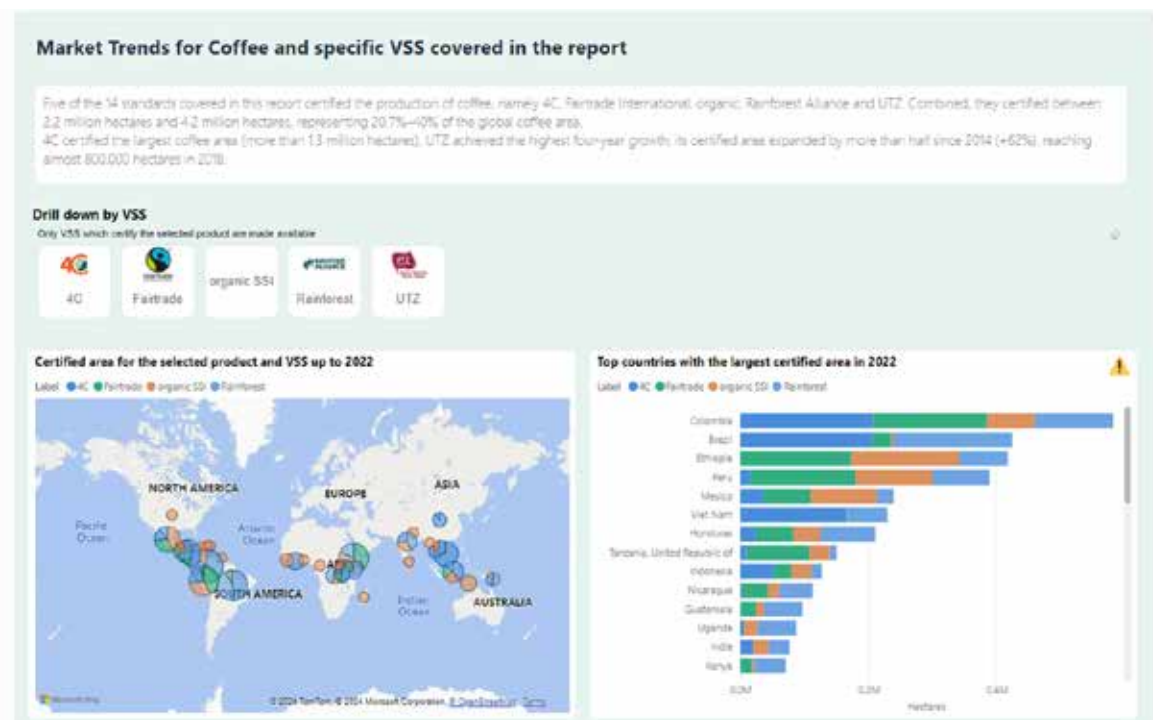 Market Trends for Coffee and specific VSS covered in the report
Five of the 14 standards covered in this report certified the production of coffee, namely 4C, Fairtrade International, organic, Rainforest Alliance and UTZ. Combined, they certified between
2.2 million hectares and 4.2 million hectares, representing 20.7%–40% of the global coffee area.
4C certified the largest coffee area (more than 1.3 million hectares). UTZ achieved the highest four-year growth; its certified area expanded by more than half since 2014 (+62%), reaching
almost 800,000 hectares in 2018.
Drill down by VSS
Only VSS which certify the selected product are made available
4C
4C
Fairtrade
organic SSI
ALLIANCE
Rainforest
UTZ
Certified area for the selected product and VSS up to 2022
Label 4C Fairtrade organic SSI Rainforest
NORTH AMERICA
EUROPE
ASIA
Pacific
Ocean
Atlantic
Ocean
SOUTH AMERICA
Indian
Ocean
AUSTRALIA
Microsoft Bing
© 2024 TomTom, © 2024 Microsoft Corporation, © OpenStreetMap Terms
Top countries with the largest certified area in 2022
Label 4C Fairtrade organic SSI Rainforest
Colombia
Brazil
Ethiopia
Peru
Mexico
Viet Nam
Honduras
Tanzania, United Republic of
Indonesia
Nicaragua
Guatemala
Uganda
India
Kenya
0.0M 0.2M 0.4M
Hectares